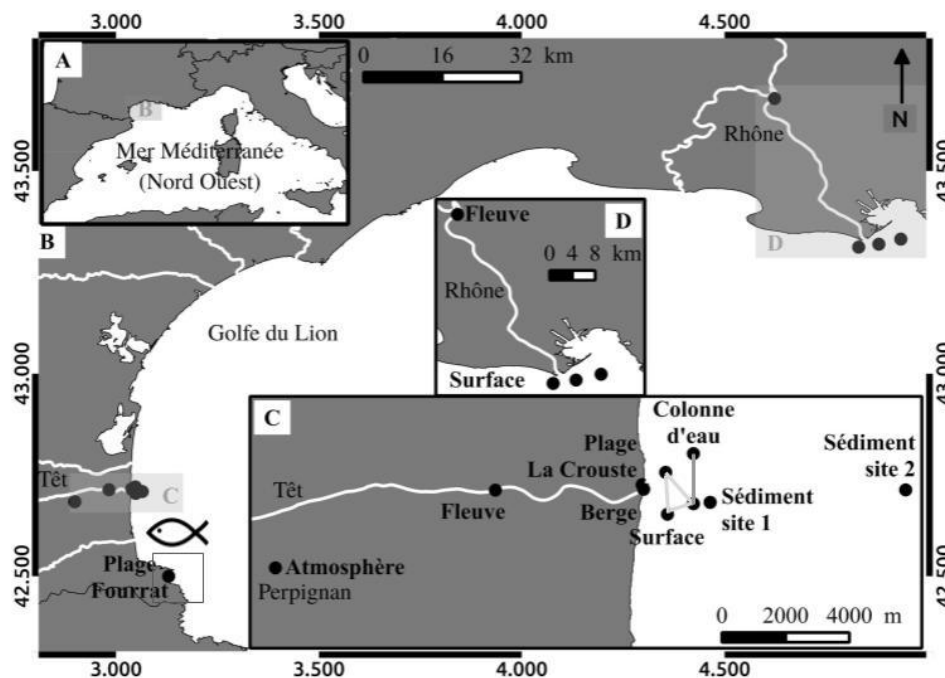 3.000
3.500
4.000
4.500
A
B
Mer Méditerranée
(Nord Ouest)
0 16 32 km
Rhône
N
43.500
43.500
B
D
D
Fleuve
0 4 8 km
Rhône
Surface
Golfe du Lion
43.000
43.000
C
Têt
C
Plage
Fourrat
Colonne
d'eau
Plage
La Crouste
Sédiment
site 2
Têt
Fleuve
Berge
Sédiment
site 1
Surface
Atmosphère
Perpignan
0 2000 4000 m
42.500
42.500
3.000
3.500
4.000
4.500